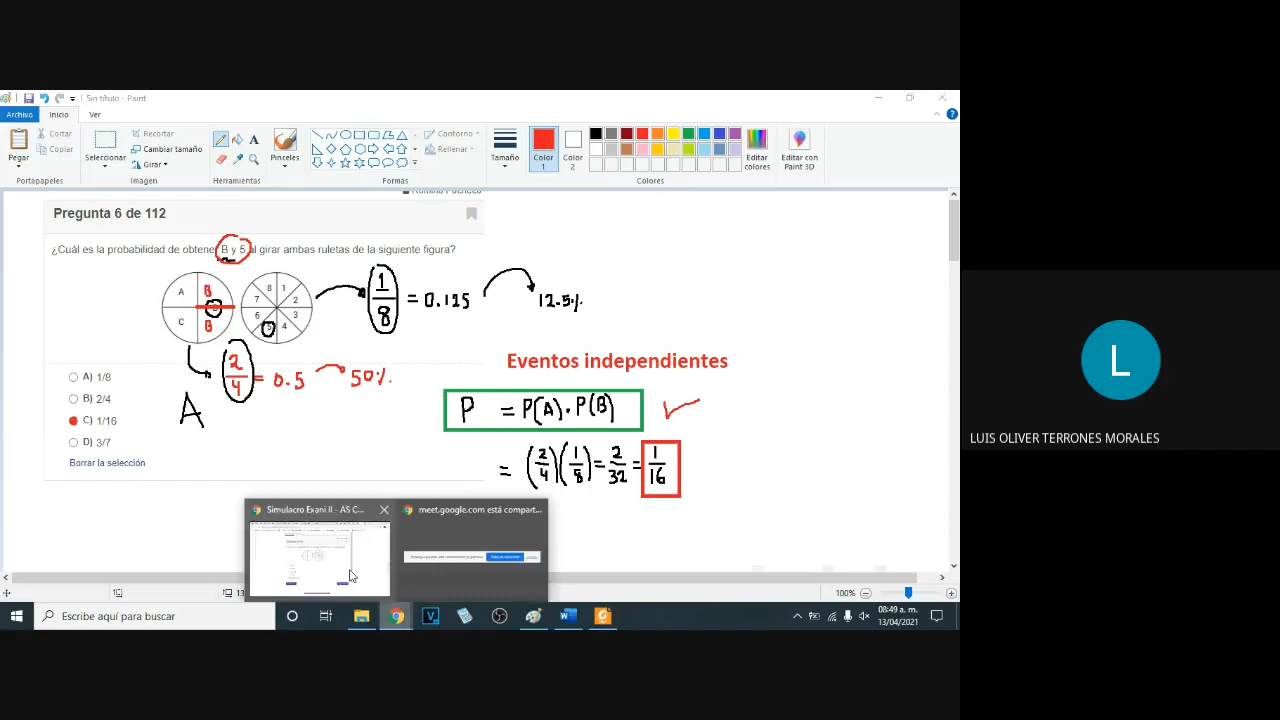 Sin título - Paint
Archivo
Inicio
Ver
Pegar
Cortar
Copiar
Portapapeles
Seleccionar
Recortar
Cambiar tamaño
Girar
Imagen
A
Herramientas
Pinceles
Contorno
Rellenar
Formas
Tamaño
Color 1
Color 2
Editar colores
Editar con Paint 3D
Colores
Pregunta 6 de 112
¿Cuál es la probabilidad de obtene B y 5 al girar ambas ruletas de la siguiente figura?
A B
C B
8 1
7 2
6 3
5 4
1/8 = 0.125
12.5%
2/4 = 0.5
50%
A
A) 1/8
B) 2/4
C) 1/16
D) 3/7
Borrar la selección
Eventos independientes
P = P(A) · P(B)
= (2/4)(1/8) = 2/32 = 1/16
Simulacro Exani II - AS C...
meet.google.com está compart...
100%
Escribe aquí para buscar
08:49 a. m.
13/04/2021
L
LUIS OLIVER TERRONES MORALES